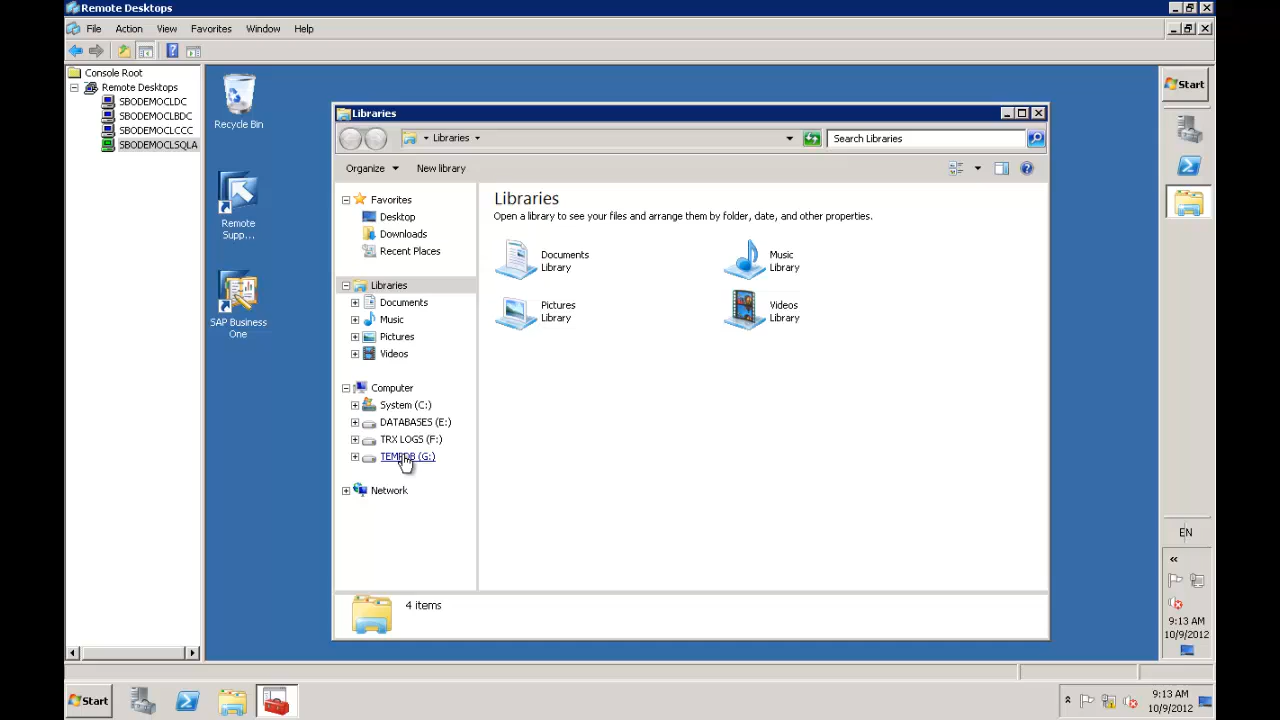 Remote Desktops
File Action View Favorites Window Help
Console Root
Remote Desktops
SBODEMOCLDC
SBODEMOCLBDC
SBODEMOCLCCC
SBODEMOCLSQLA
Recycle Bin
Remote
Supp...
SAP Business
One
Libraries
Libraries
Search Libraries
Organize New library
Favorites
Desktop
Downloads
Recent Places
Libraries
Documents
Music
Pictures
Videos
Computer
System (C:)
DATABASES (E:)
TRX LOGS (F:)
TEMPDB (G:)
Network
Libraries
Open a library to see your files and arrange them by folder, date, and other properties.
Documents
Library
Music
Library
Pictures
Library
Videos
Library
4 items
Start
EN
9:13 AM
10/9/2012
Start
9:13 AM
10/9/2012